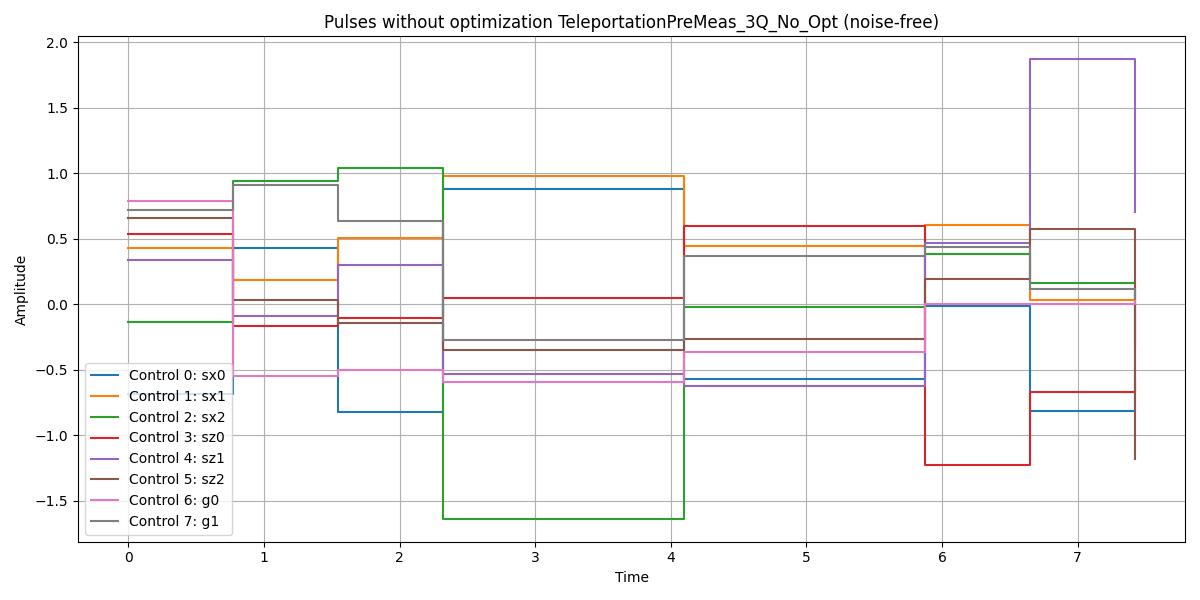 Pulses without optimization TeleportationPreMeas_3Q_No_Opt (noise-free)
2.0
1.5
1.0
0.5
0.0
−0.5
−1.0
−1.5
Amplitude
Control 0: sx0
Control 1: sx1
Control 2: sx2
Control 3: sz0
Control 4: sz1
Control 5: sz2
Control 6: g0
Control 7: g1
0 1 2 3 4 5 6 7
Time